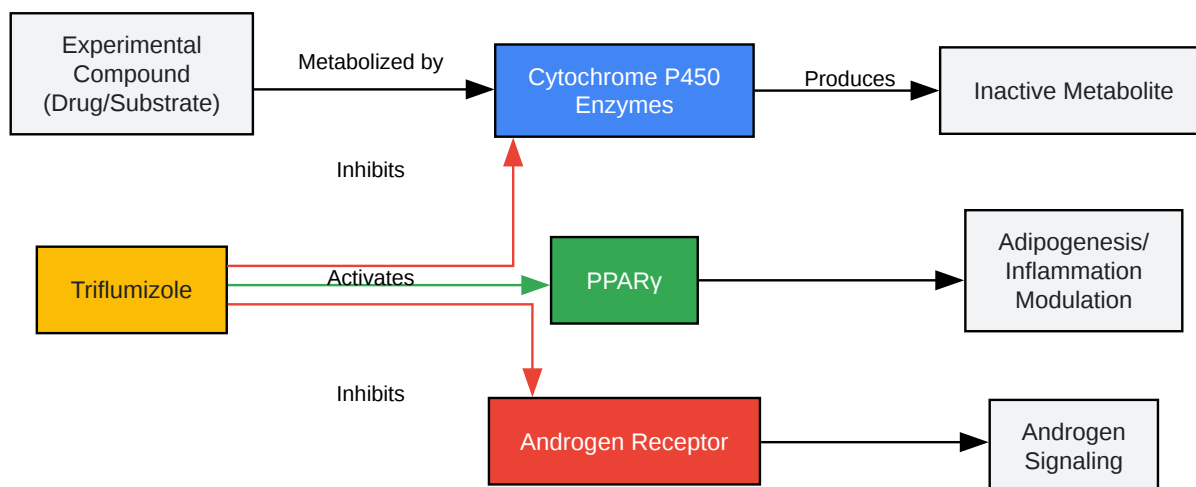 Experimental
Compound
(Drug/Substrate)
Metabolized by
Cytochrome P450
Enzymes
Produces
Inactive Metabolite
Inhibits
Triflumizole
Activates
PPARγ
Adipogenesis/
Inflammation
Modulation
Inhibits
Androgen Receptor
Androgen
Signaling